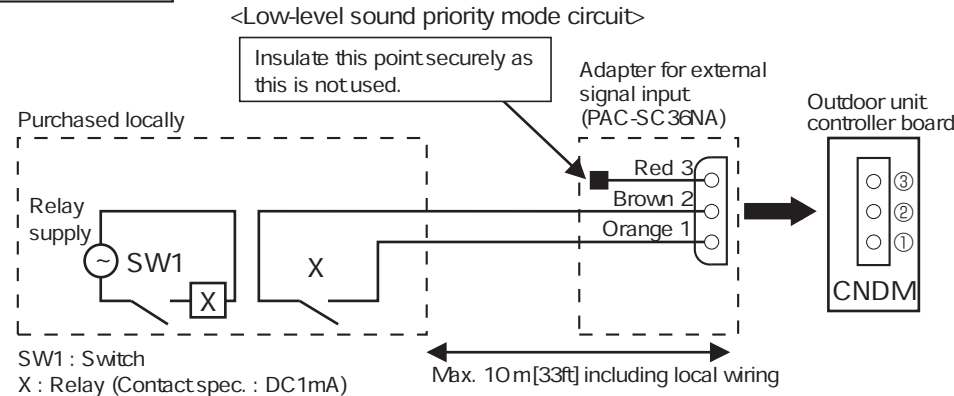 <Low-level sound priority mode circuit>
Insulate this point securely as
this is not used.
Adapter for external
signal input
(PAC-SC36NA)
Outdoor unit
controller board
Purchased locally
Red 3
Brown 2
Orange 1
③
②
①
CNDM
Relay
supply
~
SW1
X
X
Max. 10m[33ft] including local wiring
SW1 : Switch
X : Relay (Contact spec. : DC1mA)